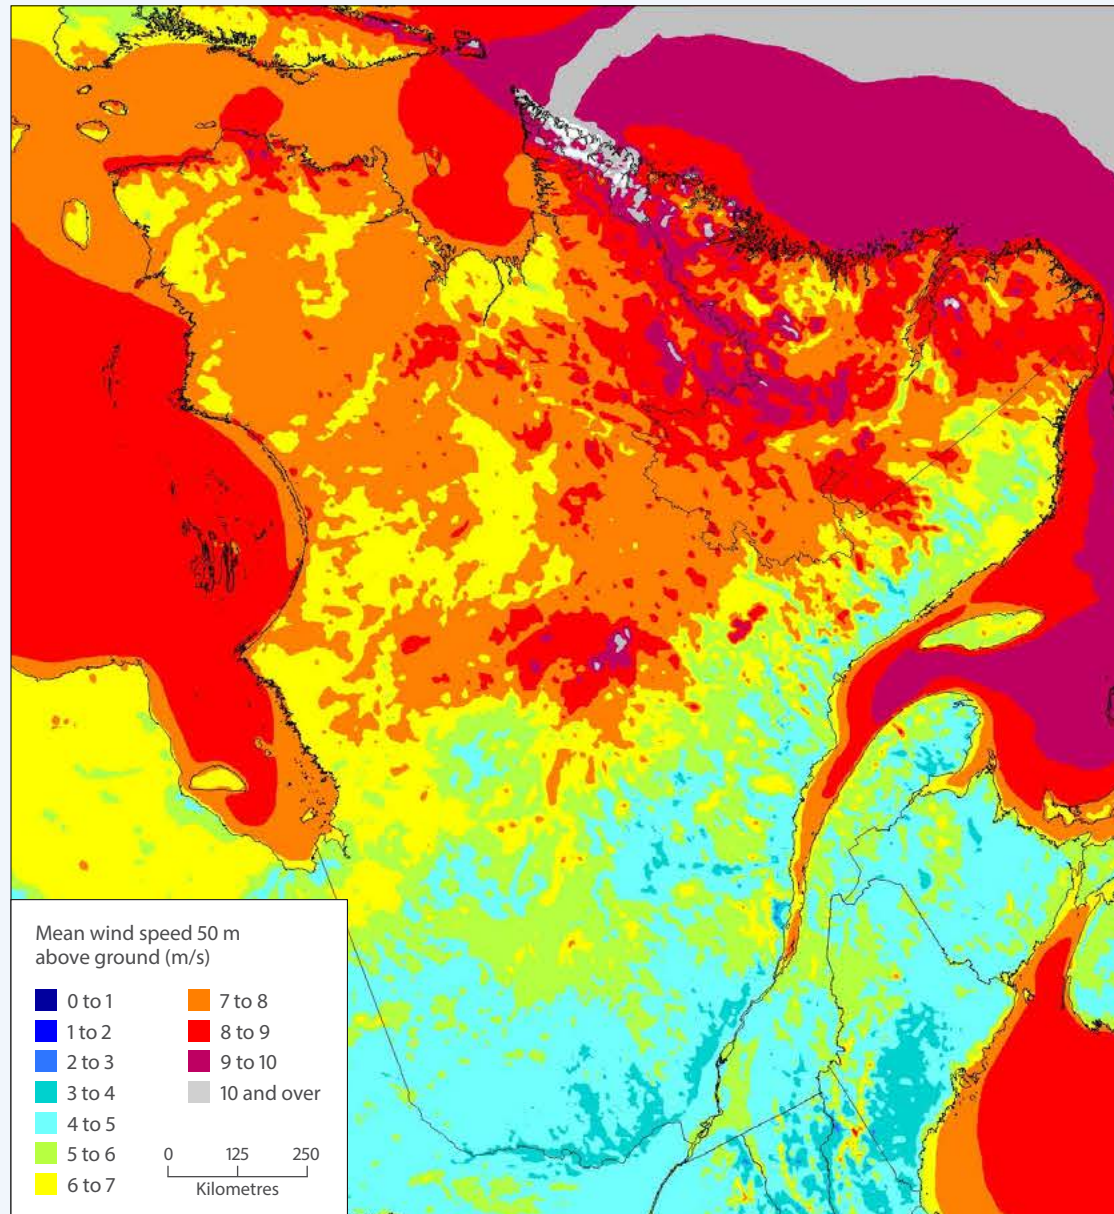 Mean wind speed 50 m
above ground (m/s)
0 to 1
1 to 2
2 to 3
3 to 4
4 to 5
5 to 6
6 to 7
7 to 8
8 to 9
9 to 10
10 and over
0 125 250
Kilometres